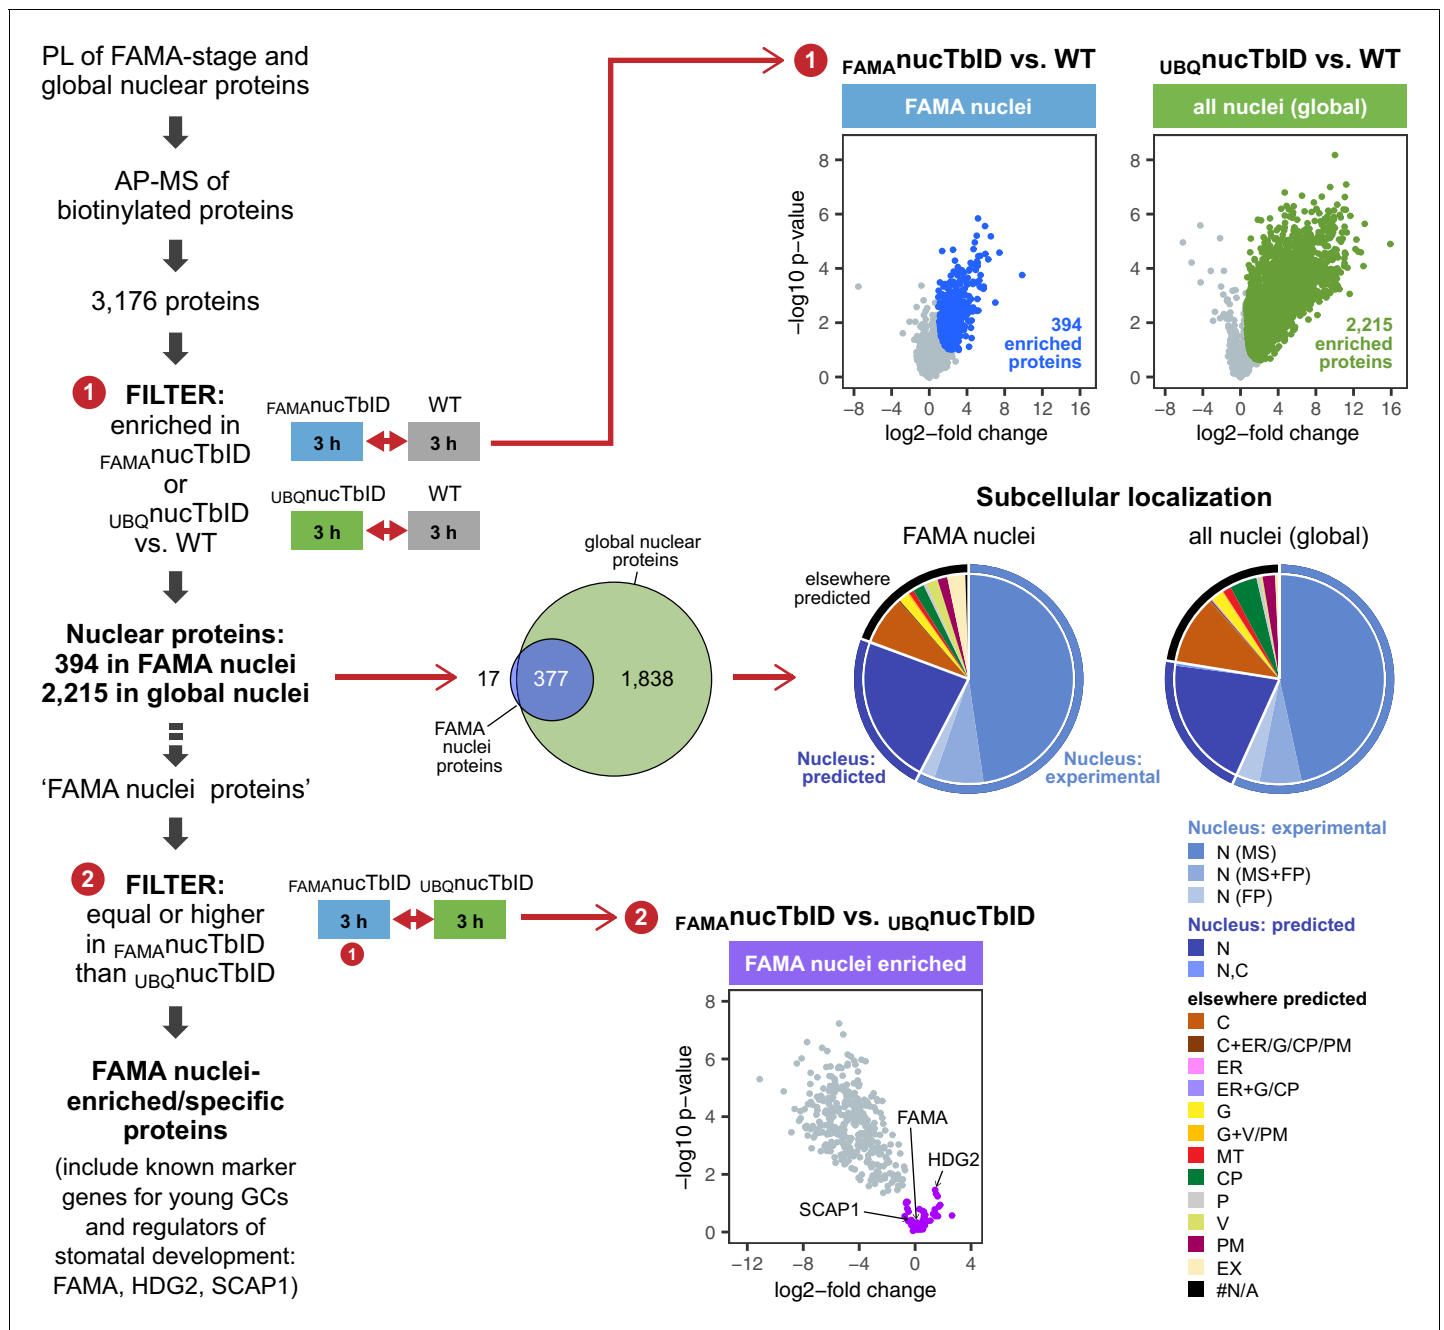 PL of FAMA-stage and
global nuclear proteins
AP-MS of
biotinylated proteins
3,176 proteins
1 FILTER:
enriched in
FAMAnucTbID
or
UBQnucTbID
vs. WT
FAMAnucTbID WT
3 h 3 h
UBQnucTbID WT
3 h 3 h
Nuclear proteins:
394 in FAMA nuclei
2,215 in global nuclei
'FAMA nuclei proteins'
2 FILTER:
equal or higher
in FAMAnucTbID
than UBQnucTbID
FAMAnucTbID UBQnucTbID
3 h 3 h
1
FAMA nuclei-
enriched/specific
proteins
(include known marker
genes for young GCs
and regulators of
stomatal development:
FAMA, HDG2, SCAP1)
1 FAMAnucTbID vs. WT
FAMA nuclei
8
6
4
2
0
−log10 p−value
394
enriched
proteins
−8 −4 0 4 8 12 16
log2−fold change
UBQnucTbID vs. WT
all nuclei (global)
8
6
4
2
0
2,215
enriched
proteins
−8 −4 0 4 8 12 16
log2−fold change
global nuclear
proteins
17 377 1,838
FAMA
nuclei
proteins
Subcellular localization
FAMA nuclei all nuclei (global)
elsewhere
predicted
Nucleus:
predicted
Nucleus:
experimental
Nucleus: experimental
N (MS)
N (MS+FP)
N (FP)
Nucleus: predicted
N
N,C
elsewhere predicted
C
C+ER/G/CP/PM
ER
ER+G/CP
G
G+V/PM
MT
CP
P
V
PM
EX
#N/A
2 FAMAnucTbID vs. UBQnucTbID
FAMA nuclei enriched
8
6
4
2
0
−log10 p−value
FAMA
HDG2
SCAP1
−12 −8 −4 0 4
log2−fold change